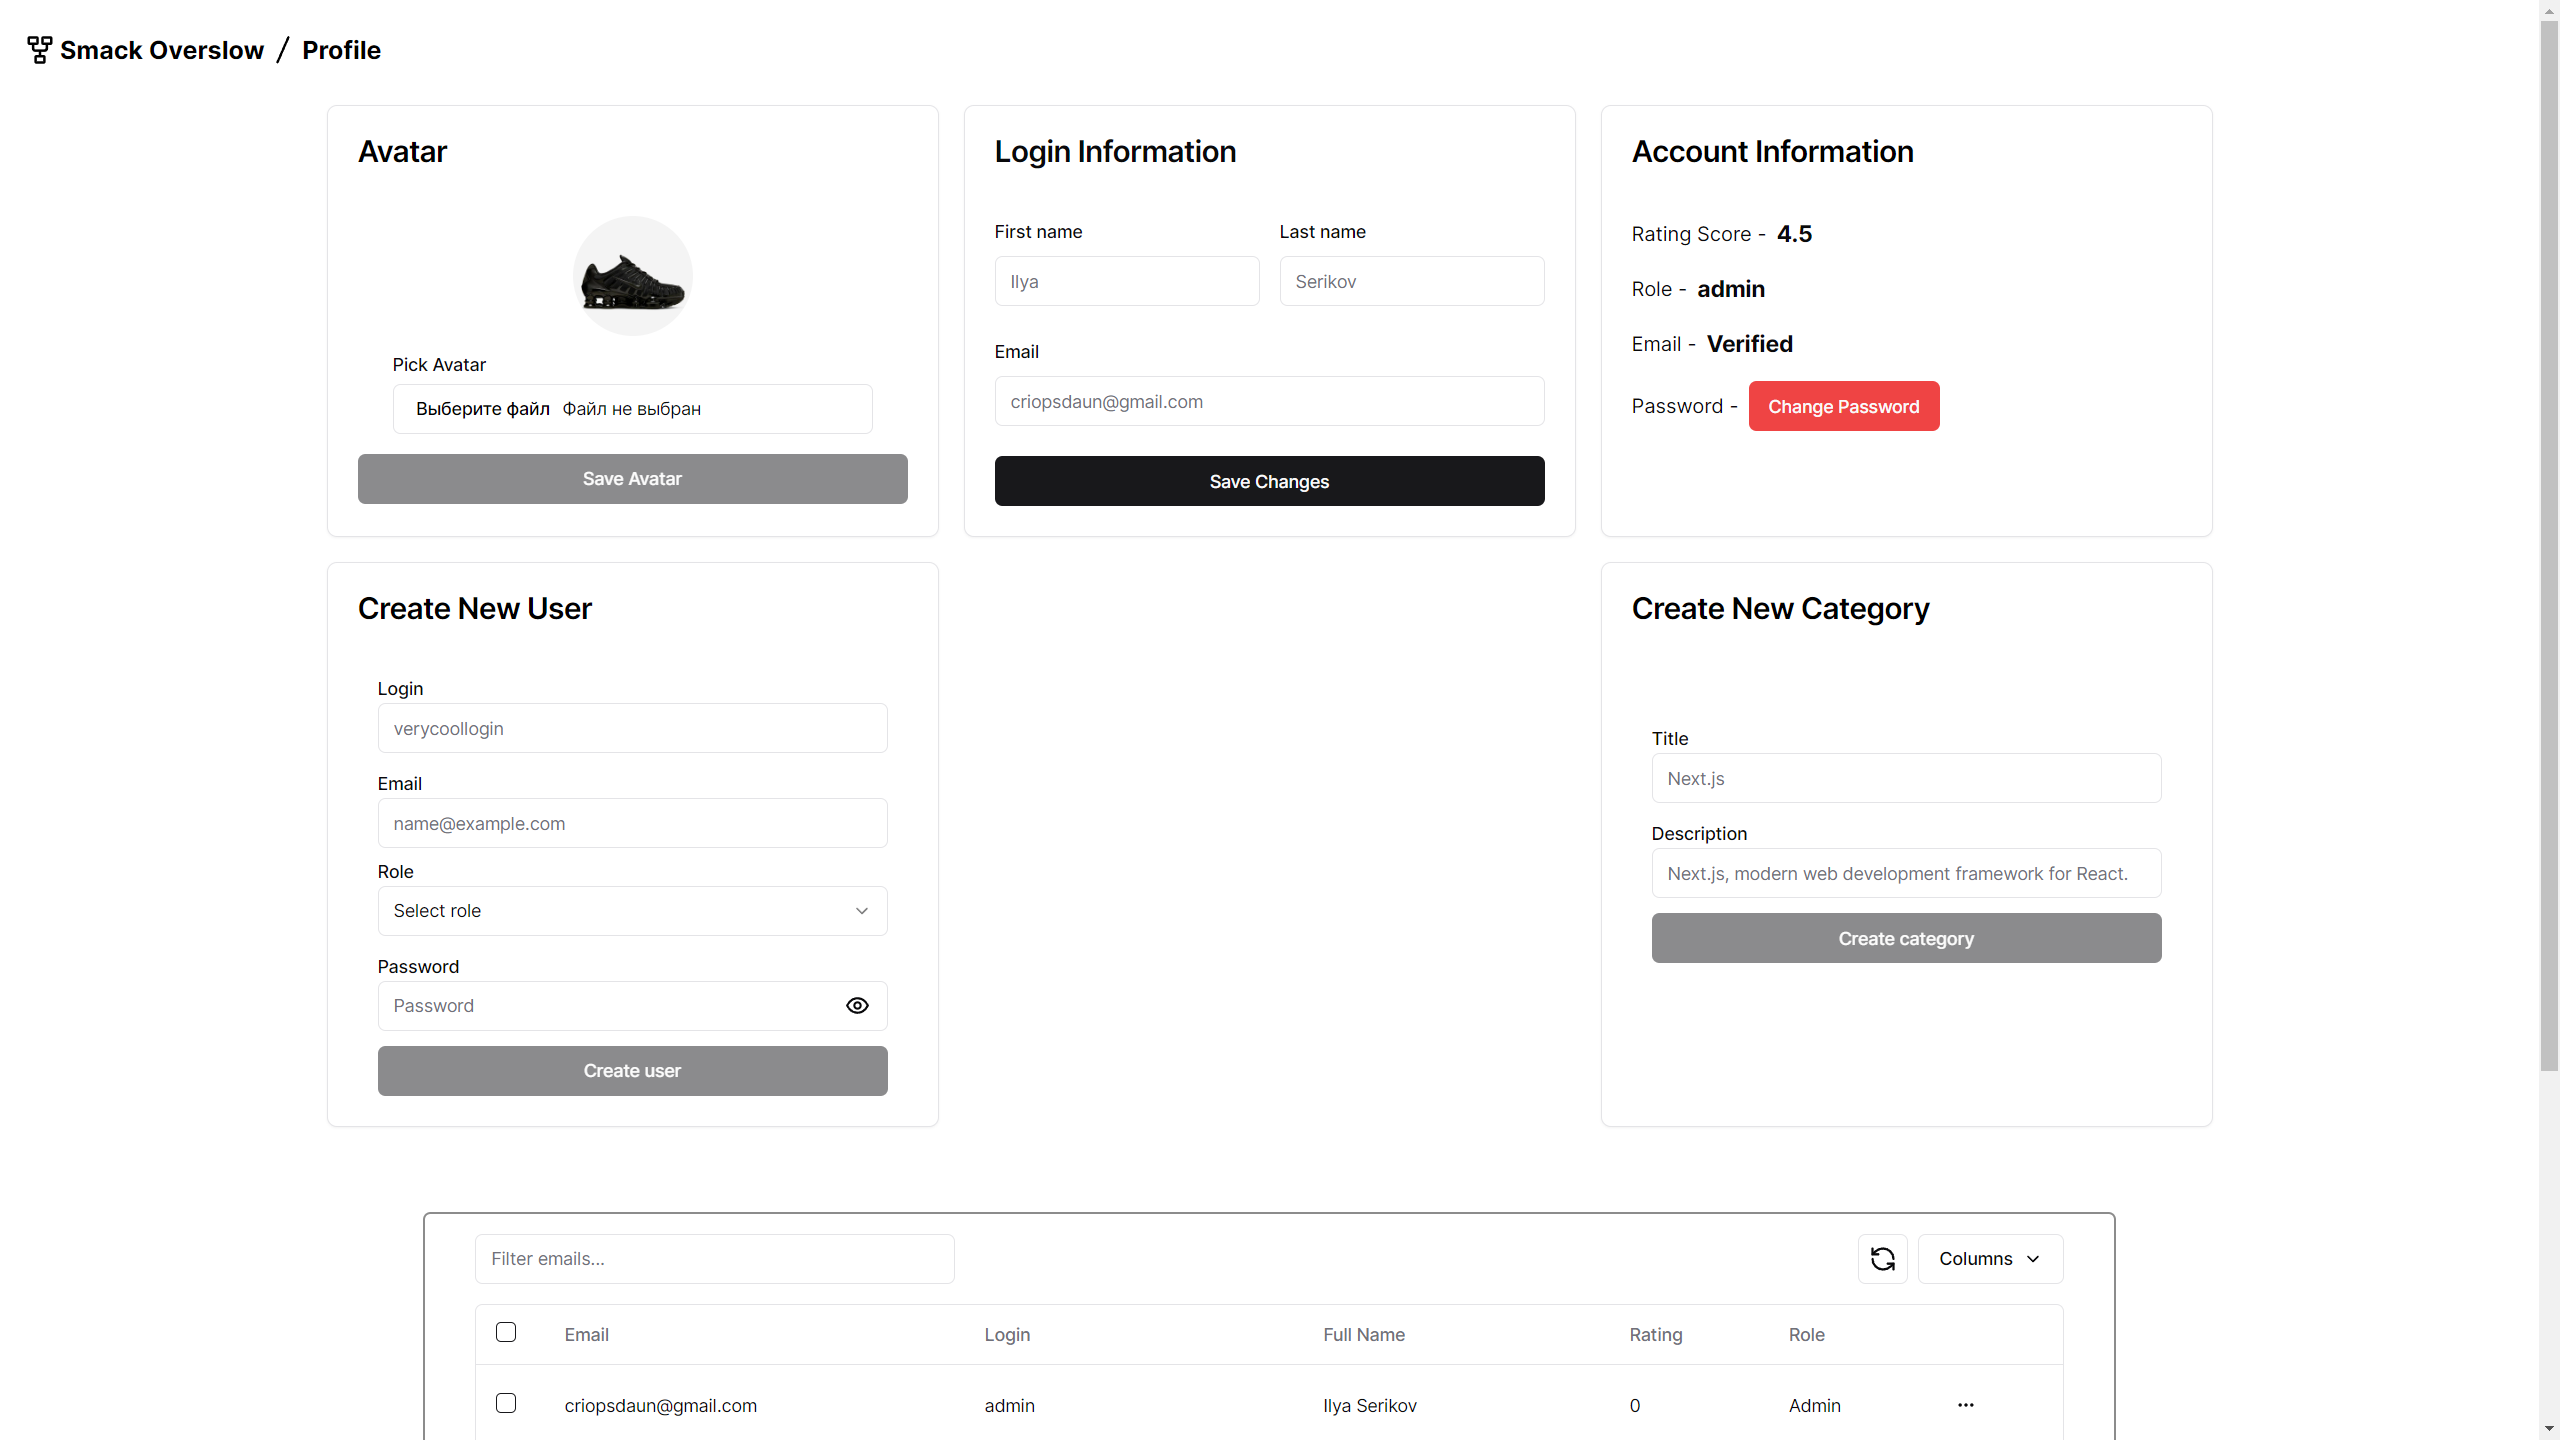 Smack Overslow / Profile
Avatar
Pick Avatar
Выберите файл Файл не выбран
Save Avatar
Login Information
First name Last name
Ilya Serikov
Email
criopsdaun@gmail.com
Save Changes
Account Information
Rating Score - 4.5
Role - admin
Email - Verified
Password - Change Password
Create New User
Login
verycoollogin
Email
name@example.com
Role
Select role
Password
Password
Create user
Create New Category
Title
Next.js
Description
Next.js, modern web development framework for React.
Create category
Filter emails... Columns
Email Login Full Name Rating Role
criopsdaun@gmail.com admin Ilya Serikov 0 Admin ...